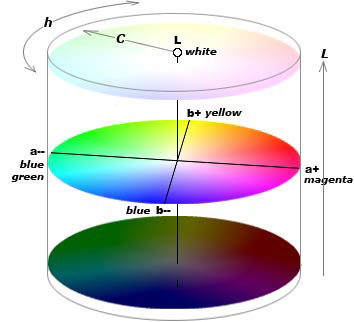 h
C
L
white
L
b+ yellow
a--
blue
green
a+
magenta
blue b--